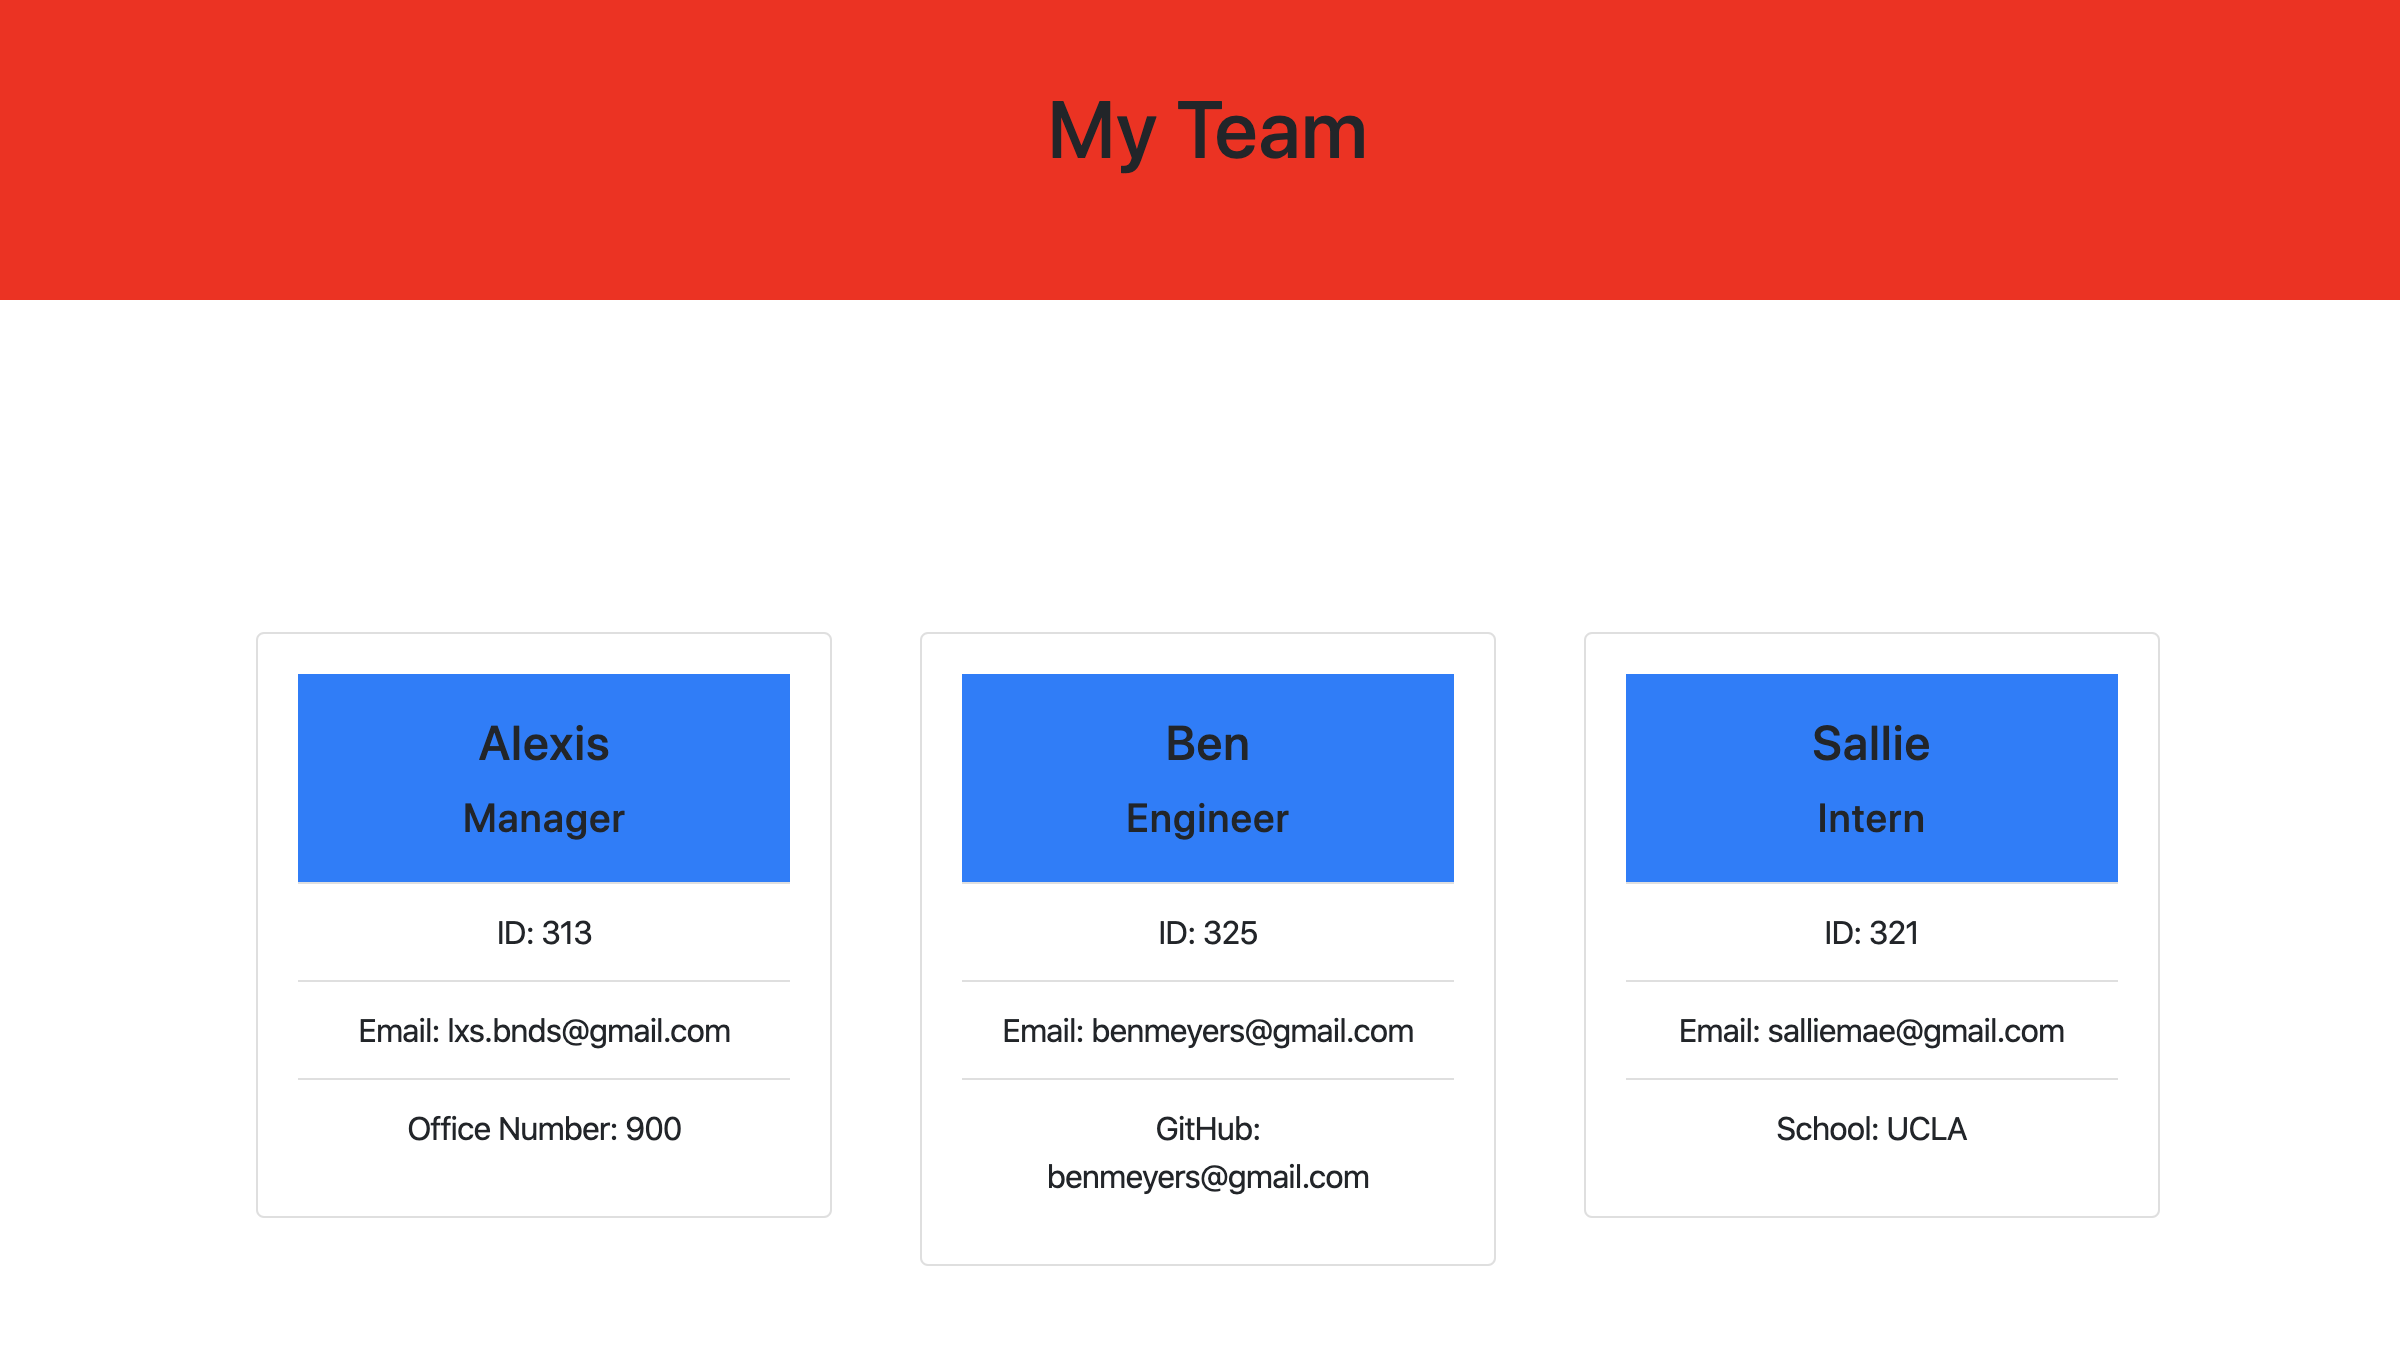 My Team
Alexis
Manager
ID: 313
Email: lxs.bnds@gmail.com
Office Number: 900
Ben
Engineer
ID: 325
Email: benmeyers@gmail.com
GitHub:
benmeyers@gmail.com
Sallie
Intern
ID: 321
Email: salliemae@gmail.com
School: UCLA